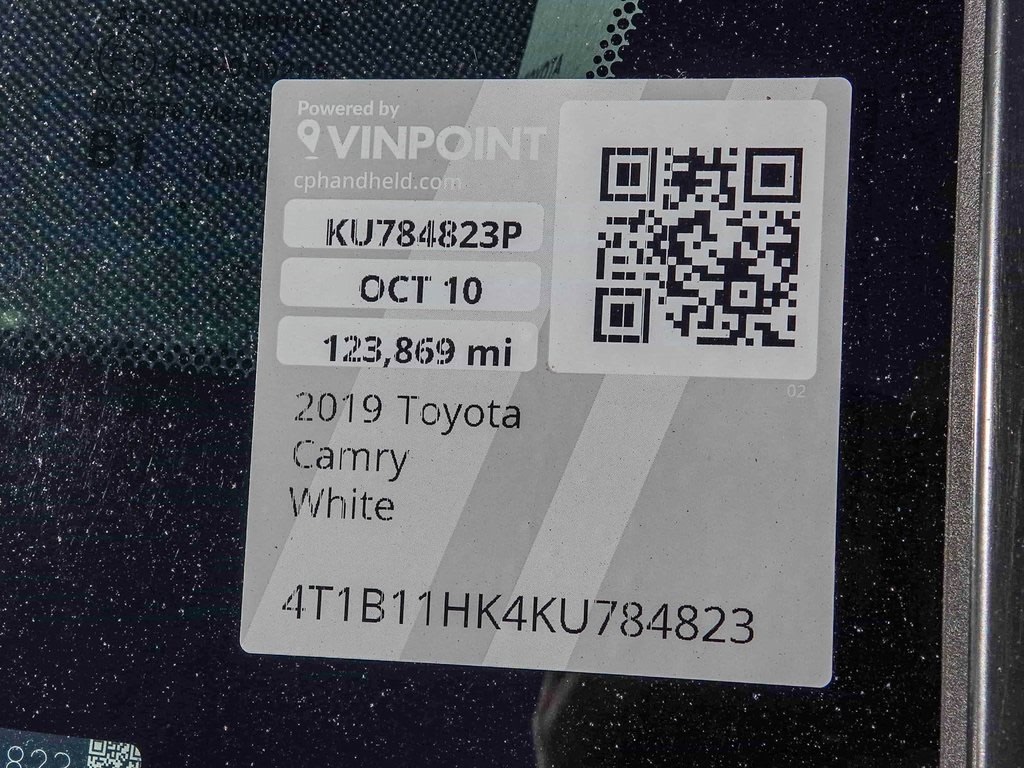 Powered by
VINPOINT
cphandheld.com
KU784823P
OCT 10
123,869 mi
02
2019 Toyota
Camry
White
4T1B11HK4KU784823